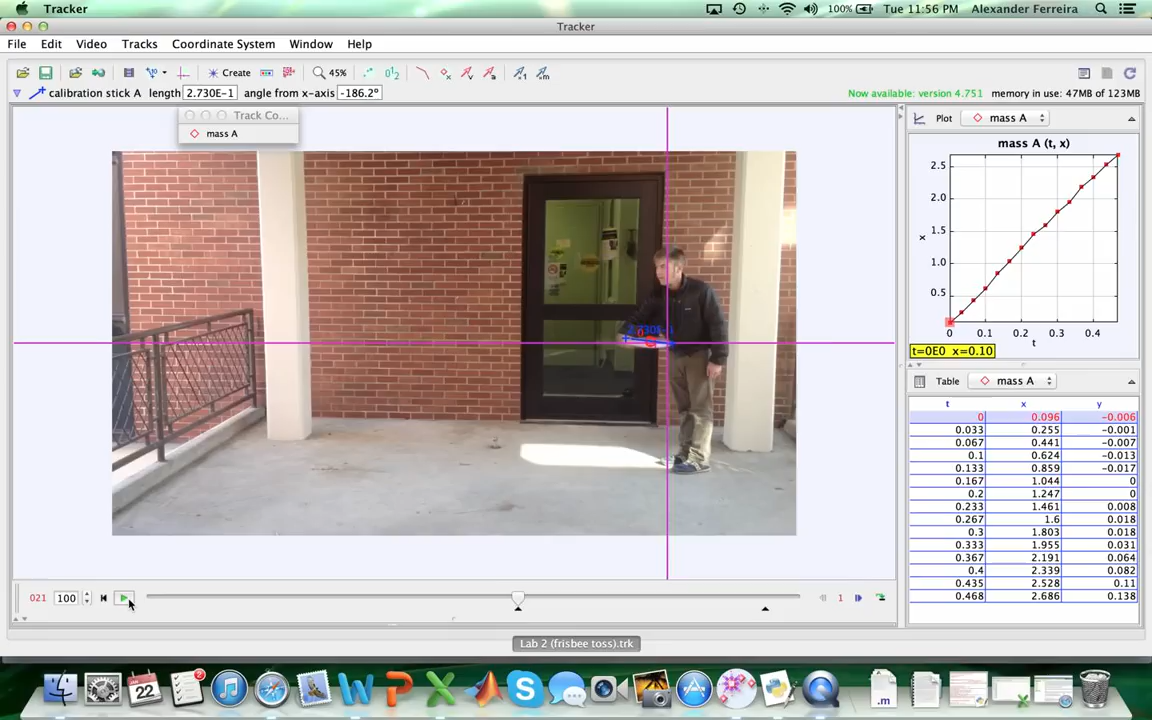 Tracker 100% Tue 11:56 PM Alexander Ferreira
Tracker
File Edit Video Tracks Coordinate System Window Help
Create 45%
calibration stick A length 2.730E-1 angle from x-axis -186.2° Now available: version 4.751 memory in use: 47MB of 123MB
Track Co...
mass A
2.730E-1
0
Plot mass A
mass A (t, x)
2.5
2.0
1.5
x
1.0
0.5
0 0.1 0.2 0.3 0.4
t
t=0E0 x=0.10
Table mass A
t x y
0 0.096 -0.006
0.033 0.255 -0.001
0.067 0.441 -0.007
0.1 0.624 -0.013
0.133 0.859 -0.017
0.167 1.044 0
0.2 1.247 0
0.233 1.461 0.008
0.267 1.6 0.018
0.3 1.803 0.018
0.333 1.955 0.031
0.367 2.191 0.064
0.4 2.339 0.082
0.435 2.528 0.11
0.468 2.686 0.138
021 100 1
Lab 2 (frisbee toss).trk
JAN 22 2 .m